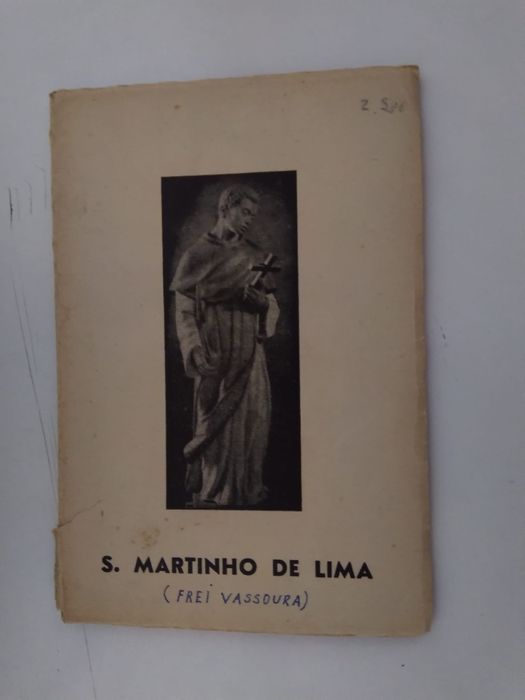 S. MARTINHO DE LIMA
(FREI VASSOURA)